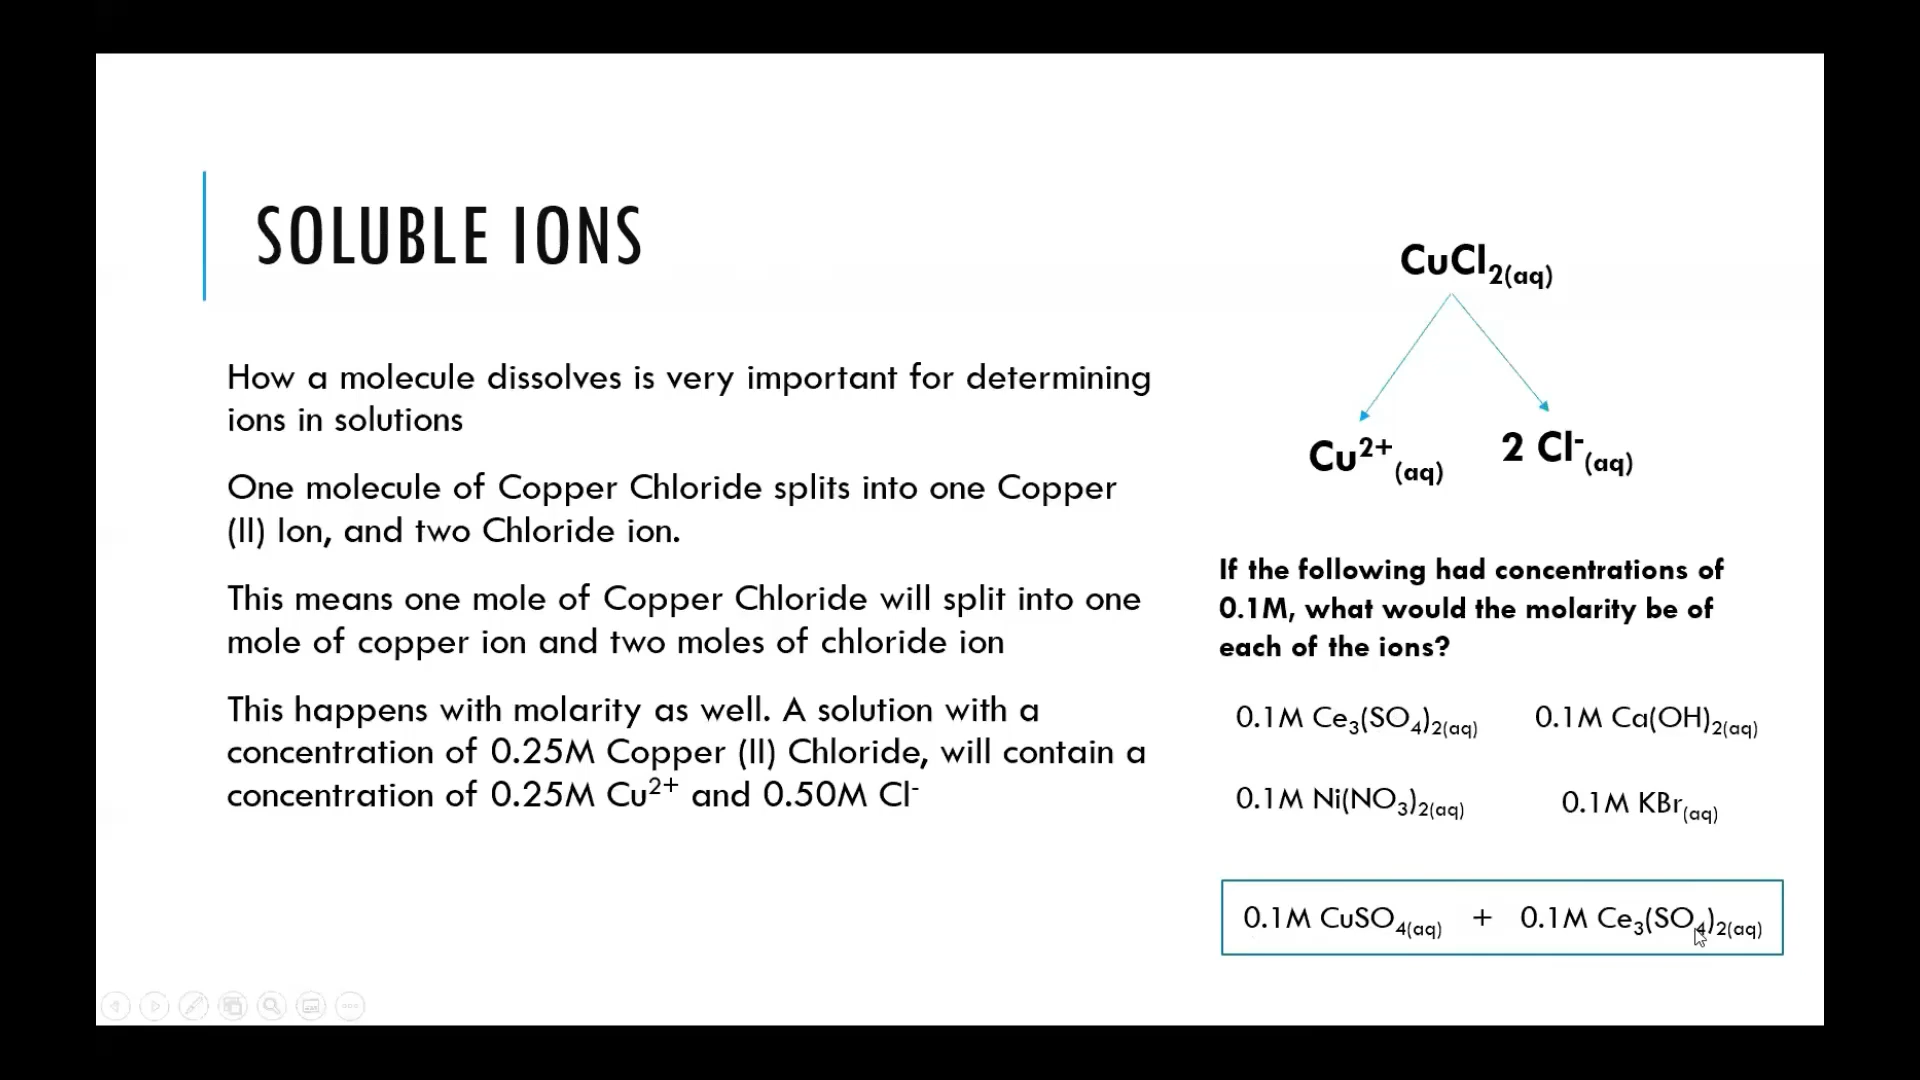 SOLUBLE IONS
How a molecule dissolves is very important for determining
ions in solutions
One molecule of Copper Chloride splits into one Copper
(II) Ion, and two Chloride ion.
This means one mole of Copper Chloride will split into one
mole of copper ion and two moles of chloride ion
This happens with molarity as well. A solution with a
concentration of 0.25M Copper (II) Chloride, will contain a
concentration of 0.25M Cu²⁺ and 0.50M Cl⁻
CuCl₂(aq)
Cu²⁺(aq) 2 Cl⁻(aq)
If the following had concentrations of
0.1M, what would the molarity be of
each of the ions?
0.1M Ce₃(SO₄)₂(aq) 0.1M Ca(OH)₂(aq)
0.1M Ni(NO₃)₂(aq) 0.1M KBr(aq)
0.1M CuSO₄(aq) + 0.1M Ce₃(SO₄)₂(aq)